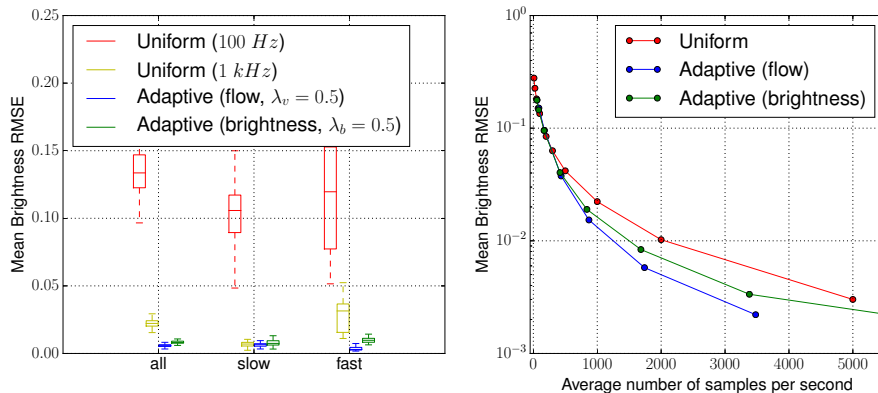 Mean Brightness RMSE
0.25
0.20
0.15
0.10
0.05
0.00
Uniform (100 Hz)
Uniform (1 kHz)
Adaptive (flow, λv = 0.5)
Adaptive (brightness, λb = 0.5)
all slow fast
Mean Brightness RMSE
10⁰
10⁻¹
10⁻²
10⁻³
Uniform
Adaptive (flow)
Adaptive (brightness)
0 1000 2000 3000 4000 5000
Average number of samples per second